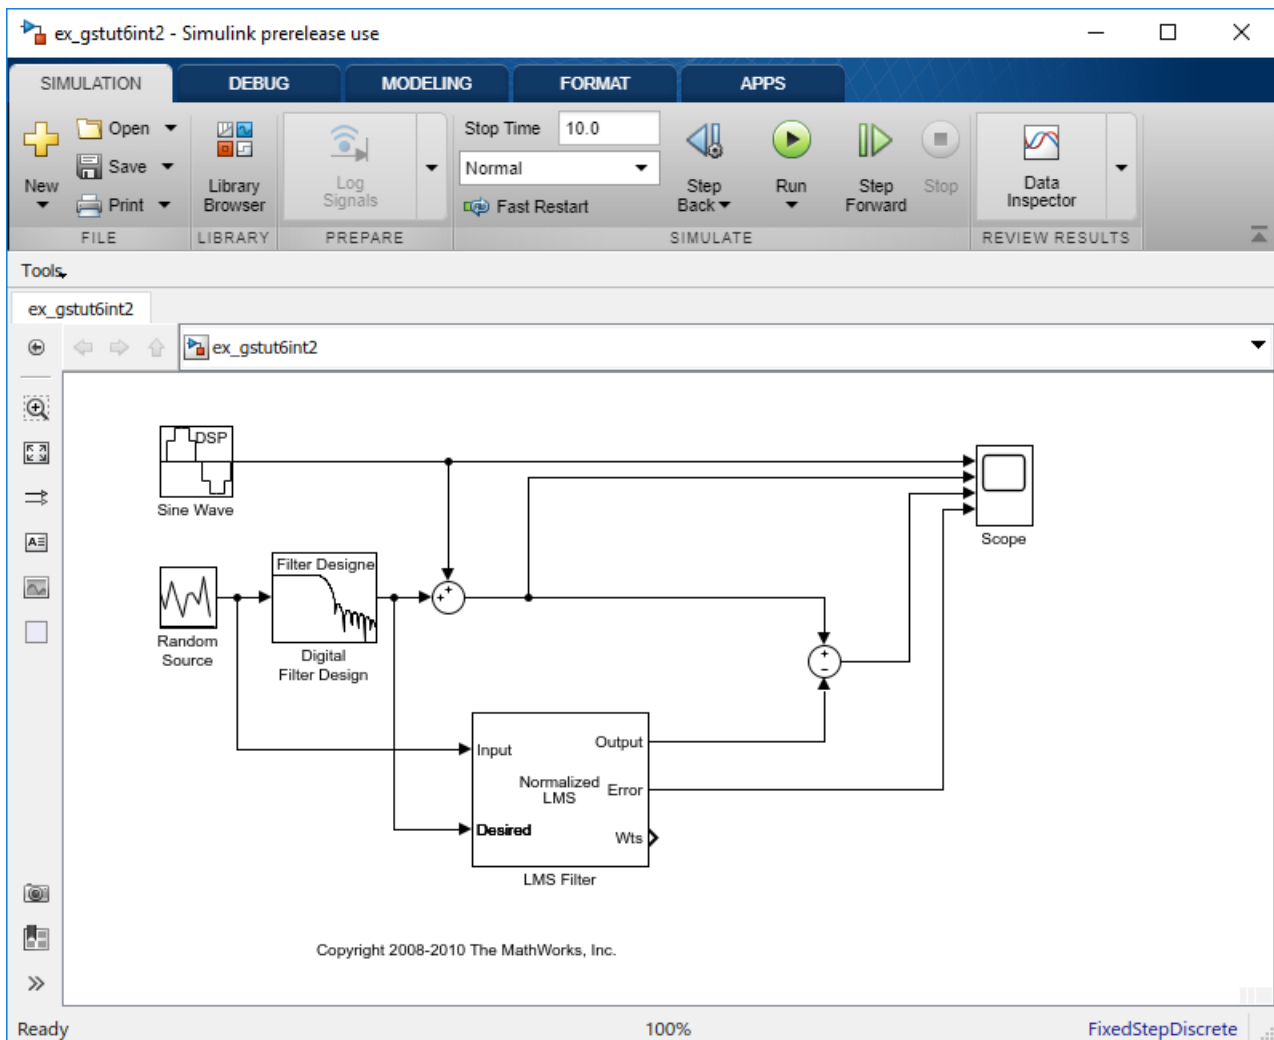 ex_gstut6int2 - Simulink prerelease use
SIMULATION
DEBUG
MODELING
FORMAT
APPS
New
Open
Save
Print
FILE
Library
Browser
LIBRARY
Log
Signals
PREPARE
Stop Time
10.0
Normal
Fast Restart
Step
Back
Run
Step
Forward
Stop
SIMULATE
Data
Inspector
REVIEW RESULTS
Tools
ex_gstut6int2
ex_gstut6int2
DSP
Sine Wave
Scope
Random
Source
Filter Designe
Digital
Filter Design
Input
Desired
Normalized
LMS
Output
Error
Wts
LMS Filter
Copyright 2008-2010 The MathWorks, Inc.
Ready
100%
FixedStepDiscrete